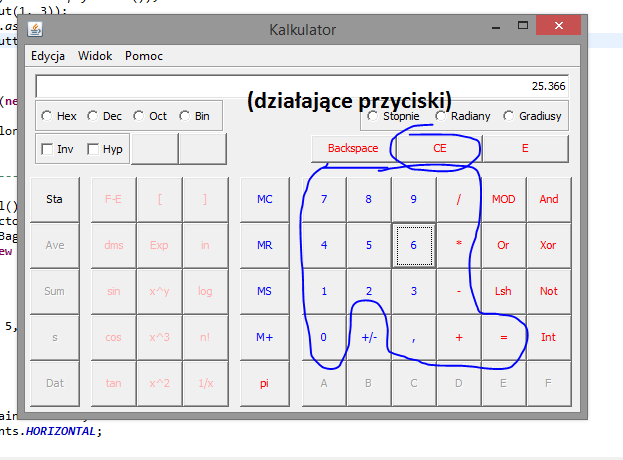 ut(1, 3));
Kalkulator
Edycja Widok Pomoc
25.366
(działające przyciski)
Hex Dec Oct Bin Stopnie Radiany Gradiusy
Inv Hyp Backspace CE E
Sta F-E [ ] MC 7 8 9 / MOD And
Ave dms Exp in MR 4 5 6 * Or Xor
Sum sin x^y log MS 1 2 3 - Lsh Not
s cos x^3 n! M+ 0 +/- , + = Int
Dat tan x^2 1/x pi A B C D E F
.as
utt
(ne
lor
l()
cto
Bag
ew
5,
ain
nts.HORIZONTAL;